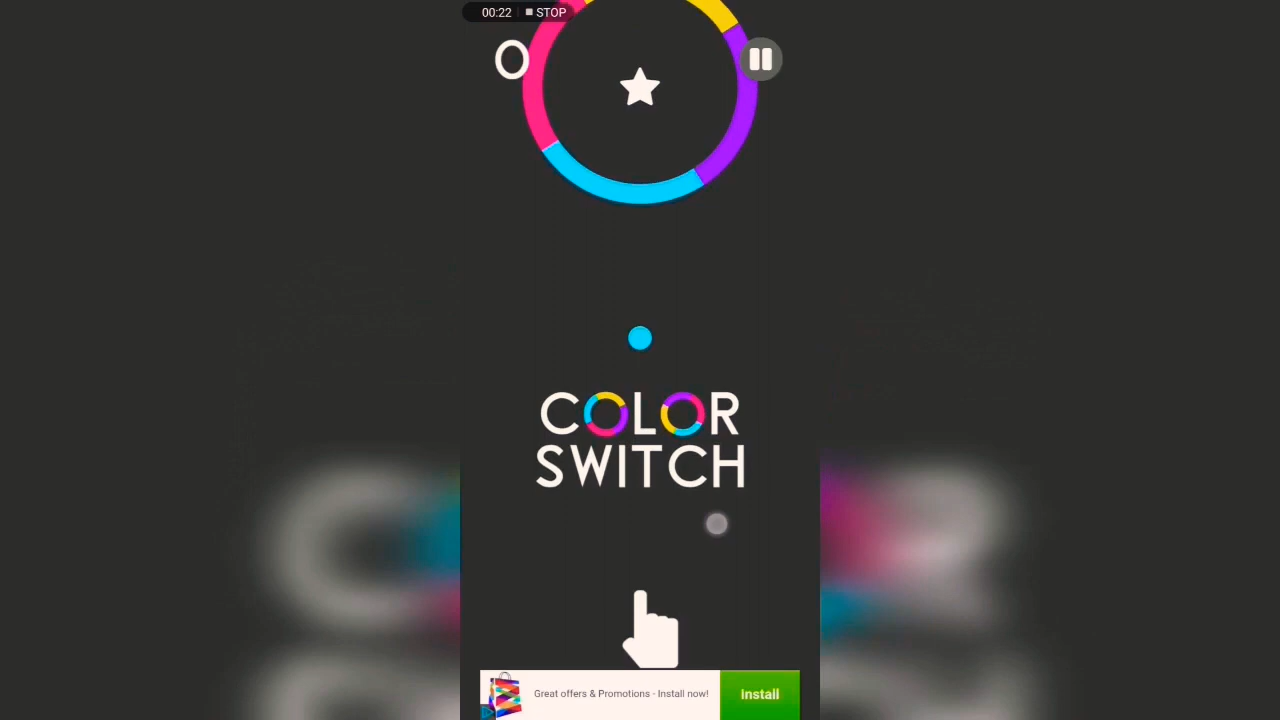 00:22 STOP
0
COLOR
SWITCH
Great offers & Promotions - Install now! Install